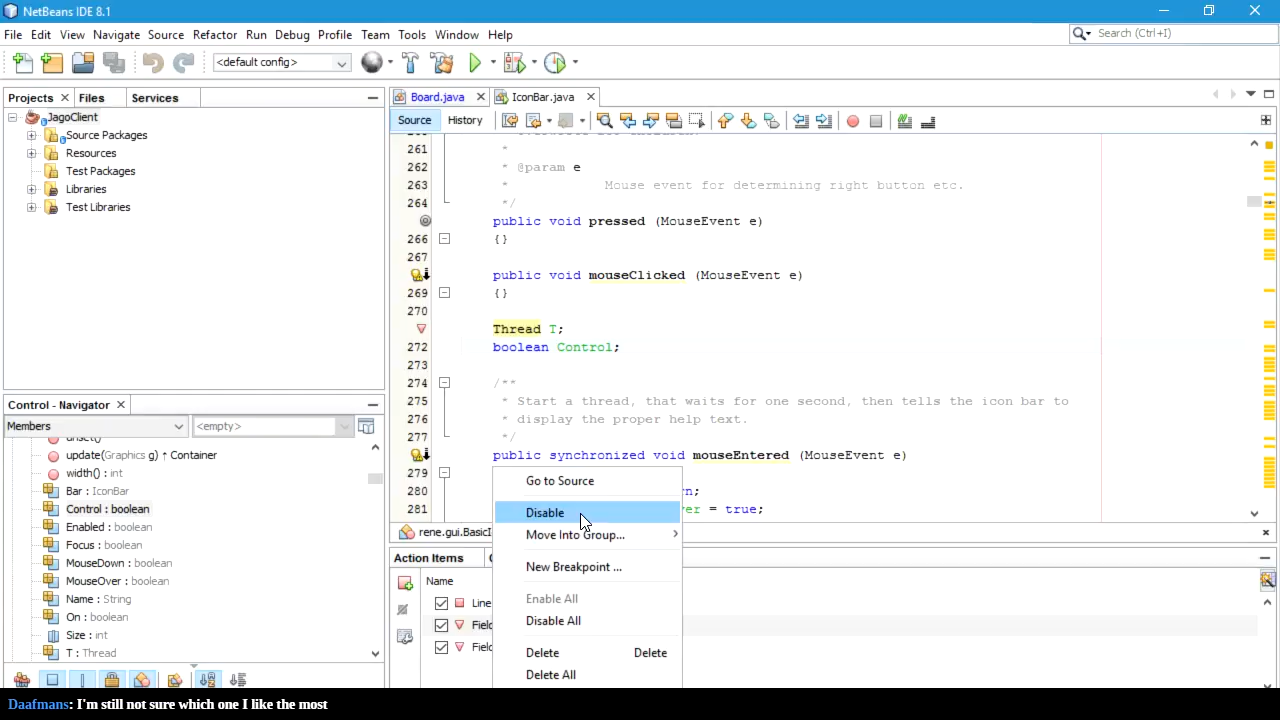 NetBeans IDE 8.1
File Edit View Navigate Source Refactor Run Debug Profile Team Tools Window Help
Search (Ctrl+I)
<default config>
Projects Files Services
JagoClient
Source Packages
Resources
Test Packages
Libraries
Test Libraries
Control - Navigator
Members
<empty>
update(Graphics g) ↑ Container
width() : int
Bar : IconBar
Control : boolean
Enabled : boolean
Focus : boolean
MouseDown : boolean
MouseOver : boolean
Name : String
On : boolean
Size : int
T : Thread
Board.java IconBar.java
Source History
261 *
262 * @param e
263 * Mouse event for determining right button etc.
264 */
public void pressed (MouseEvent e)
266 {}
267
public void mouseClicked (MouseEvent e)
269 {}
270
Thread T;
272 boolean Control;
273
274 /**
275 * Start a thread, that waits for one second, then tells the icon bar to
276 * display the proper help text.
277 */
public synchronized void mouseEntered (MouseEvent e)
279
280 rn;
281 er = true;
rene.gui.BasicI
Action Items
Name
Line
Field
Field
Go to Source
Disable
Move Into Group...
New Breakpoint ...
Enable All
Disable All
Delete Delete
Delete All
Daafmans: I'm still not sure which one I like the most